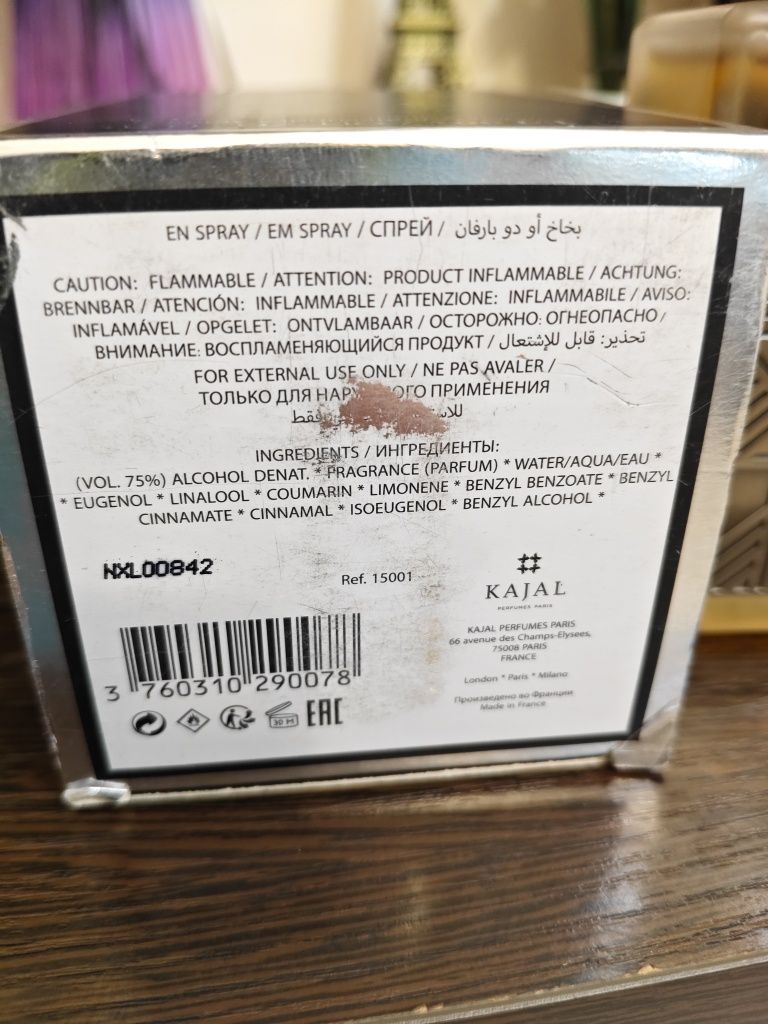 EN SPRAY / EM SPRAY / СПРЕЙ / بخاخ أو دو بارفان
CAUTION: FLAMMABLE / ATTENTION: PRODUCT INFLAMMABLE / ACHTUNG:
BRENNBAR / ATENCIÓN: INFLAMMABLE / ATTENZIONE: INFLAMMABILE / AVISO:
INFLAMÁVEL / OPGELET: ONTVLAMBAAR / ОСТОРОЖНО: ОГНЕОПАСНО /
ВНИМАНИЕ: ВОСПЛАМЕНЯЮЩИЙСЯ ПРОДУКТ / تحذير: قابل للإشتعال
FOR EXTERNAL USE ONLY / NE PAS AVALER /
ТОЛЬКО ДЛЯ ПРИМЕНЕНИЯ
فقط
INGREDIENTS / ИНГРЕДИЕНТЫ:
(VOL. 75%) ALCOHOL DENAT. * FRAGRANCE (PARFUM) * WATER/AQUA/EAU *
* EUGENOL * LINALOOL * COUMARIN * LIMONENE * BENZYL BENZOATE * BENZYL
CINNAMATE * CINNAMAL * ISOEUGENOL * BENZYL ALCOHOL *
NXL00842
Ref. 15001
KAJAL
PERFUMES PARIS
KAJAL PERFUMES PARIS
66 avenue des Champs-Elysees,
75008 PARIS
FRANCE
London * Paris * Milano
Произведено во Франции
Made in France
3 760310 290078
30 M
EAC